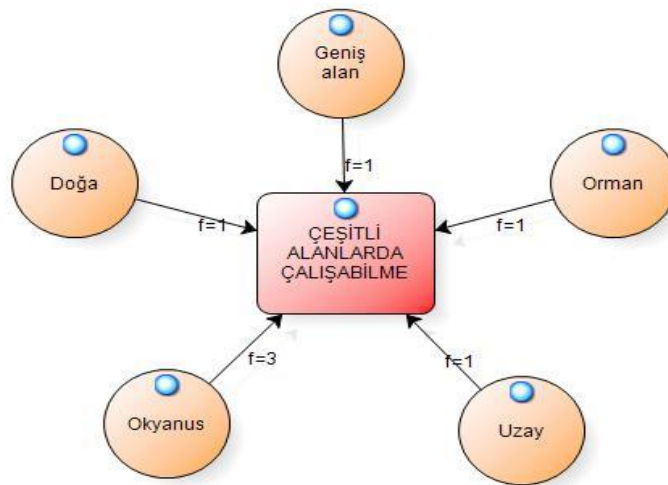 Geniş
alan
f=1
Doğa
f=1
Orman
f=1
ÇEŞİTLİ
ALANLARDA
ÇALIŞABİLME
Okyanus
f=3
Uzay
f=1